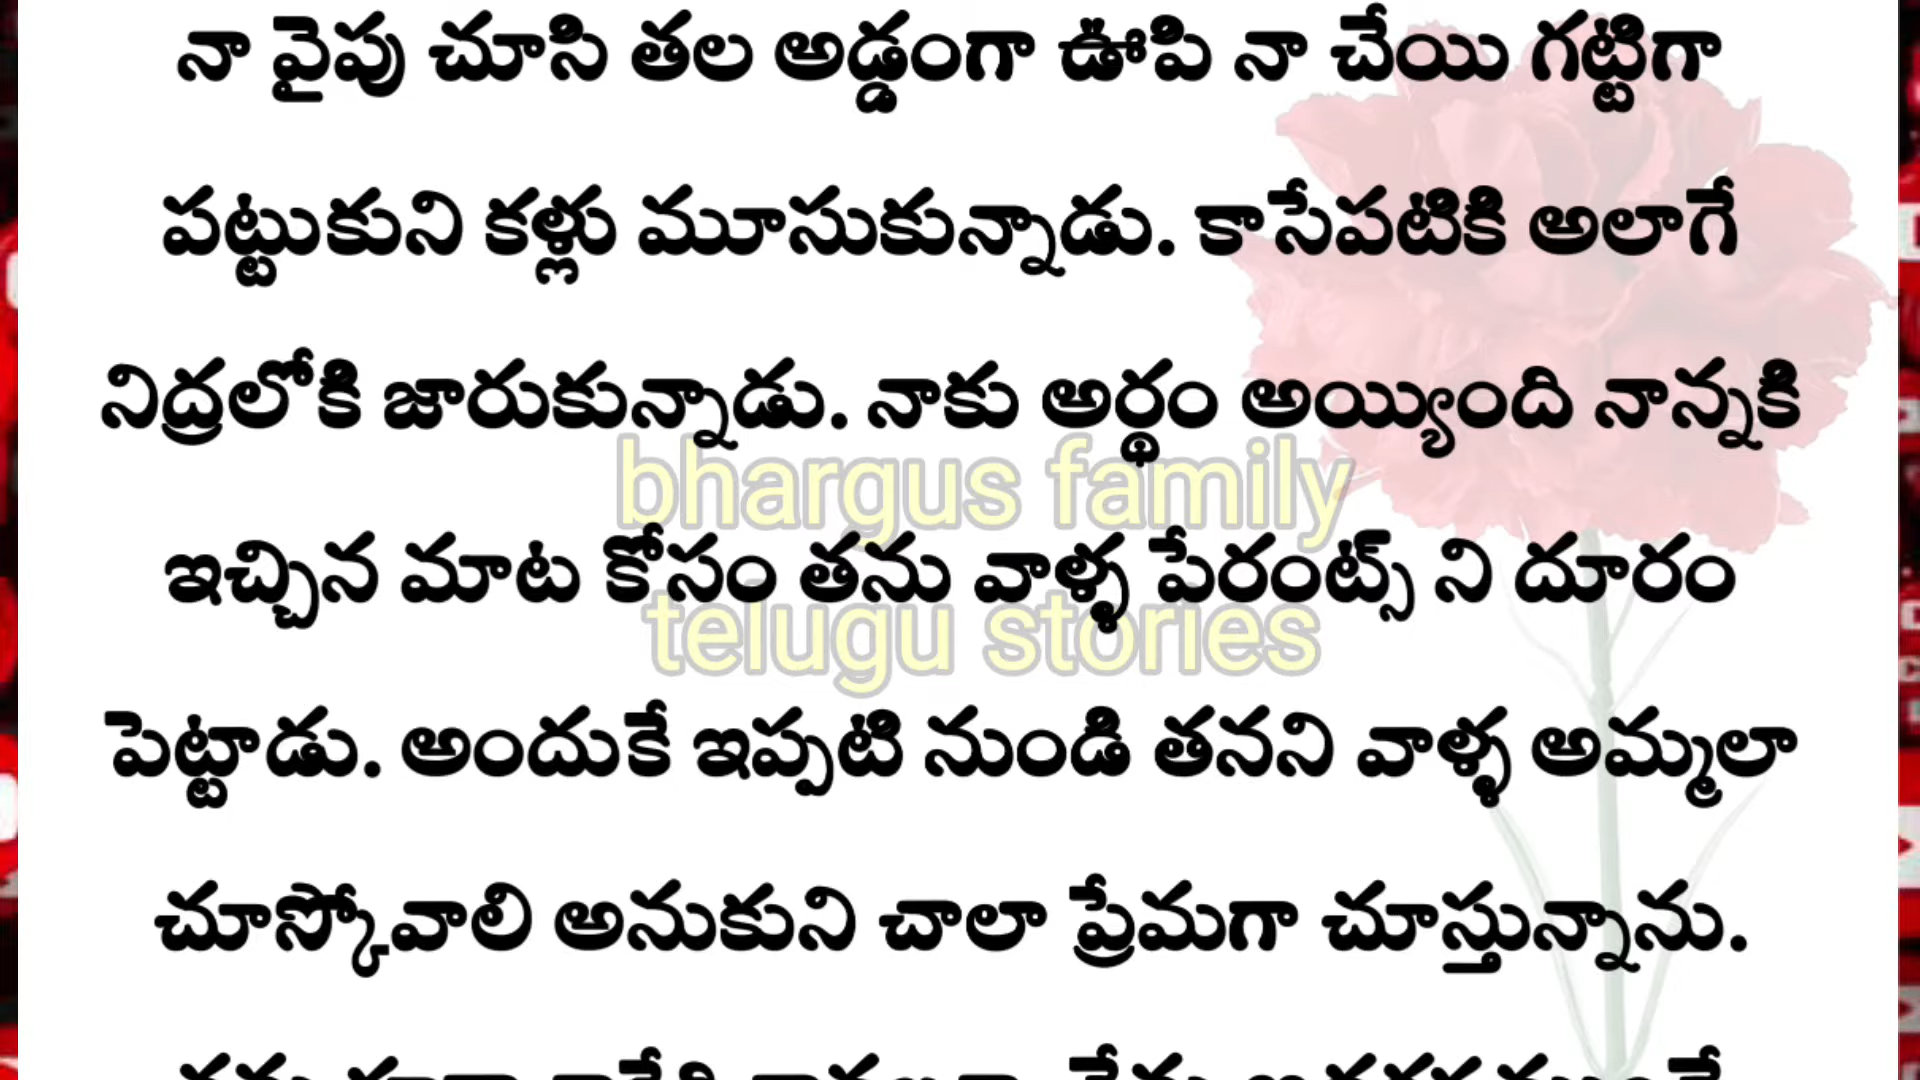 నా వైపు చూసి తల అడ్డంగా ఊపి నా చేయి గట్టిగా
పట్టుకుని కళ్లు మూసుకున్నాడు. కాసేపటికి అలాగే
నిద్రలోకి జారుకున్నాడు. నాకు అర్థం అయ్యింది నాన్నకి
bhargus family
ఇచ్చిన మాట కోసం తను వాళ్ళ పేరంట్స్ ని దూరం
telugu stories
పెట్టాడు. అందుకే ఇప్పటి నుండి తనని వాళ్ళ అమ్మలా
చూస్కోవాలి అనుకుని చాలా ప్రేమగా చూస్తున్నాను.